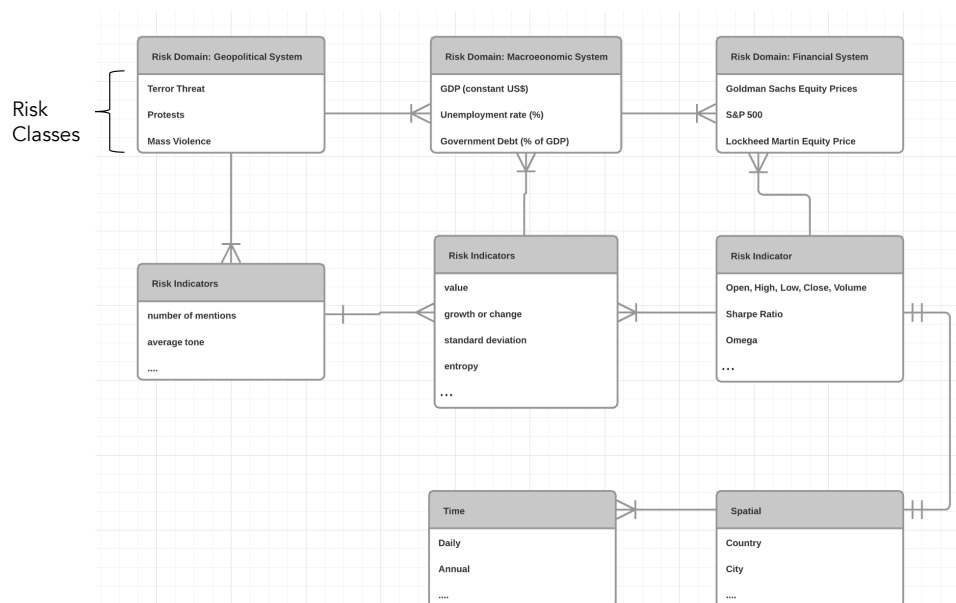 Risk Domain: Geopolitical System
Terror Threat
Protests
Mass Violence
Risk
Classes
Risk Domain: Macroeonomic System
GDP (constant US$)
Unemployment rate (%)
Government Debt (% of GDP)
Risk Domain: Financial System
Goldman Sachs Equity Prices
S&P 500
Lockheed Martin Equity Price
Risk Indicators
number of mentions
average tone
....
Risk Indicators
value
growth or change
standard deviation
entropy
...
Risk Indicator
Open, High, Low, Close, Volume
Sharpe Ratio
Omega
...
Time
Daily
Annual
....
Spatial
Country
City
....